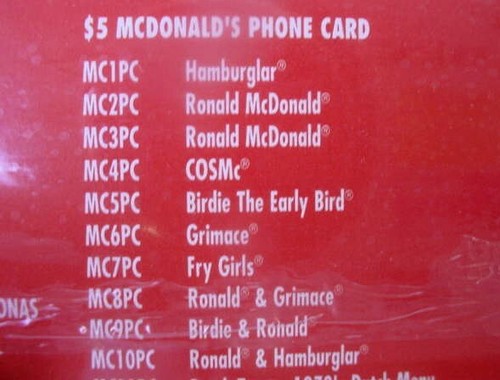 $5 McDONALD'S PHONE CARD
MC1PC Hamburglar®
MC2PC Ronald McDonald®
MC3PC Ronald McDonald®
MC4PC COSMc®
MC5PC Birdie The Early Bird®
MC6PC Grimace®
MC7PC Fry Girls®
MC8PC Ronald® & Grimace®
ONAS
MC9PC Birdie & Ronald
MC10PC Ronald® & Hamburglar®